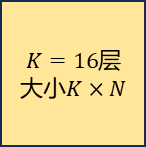 K = 16层
大小K × N